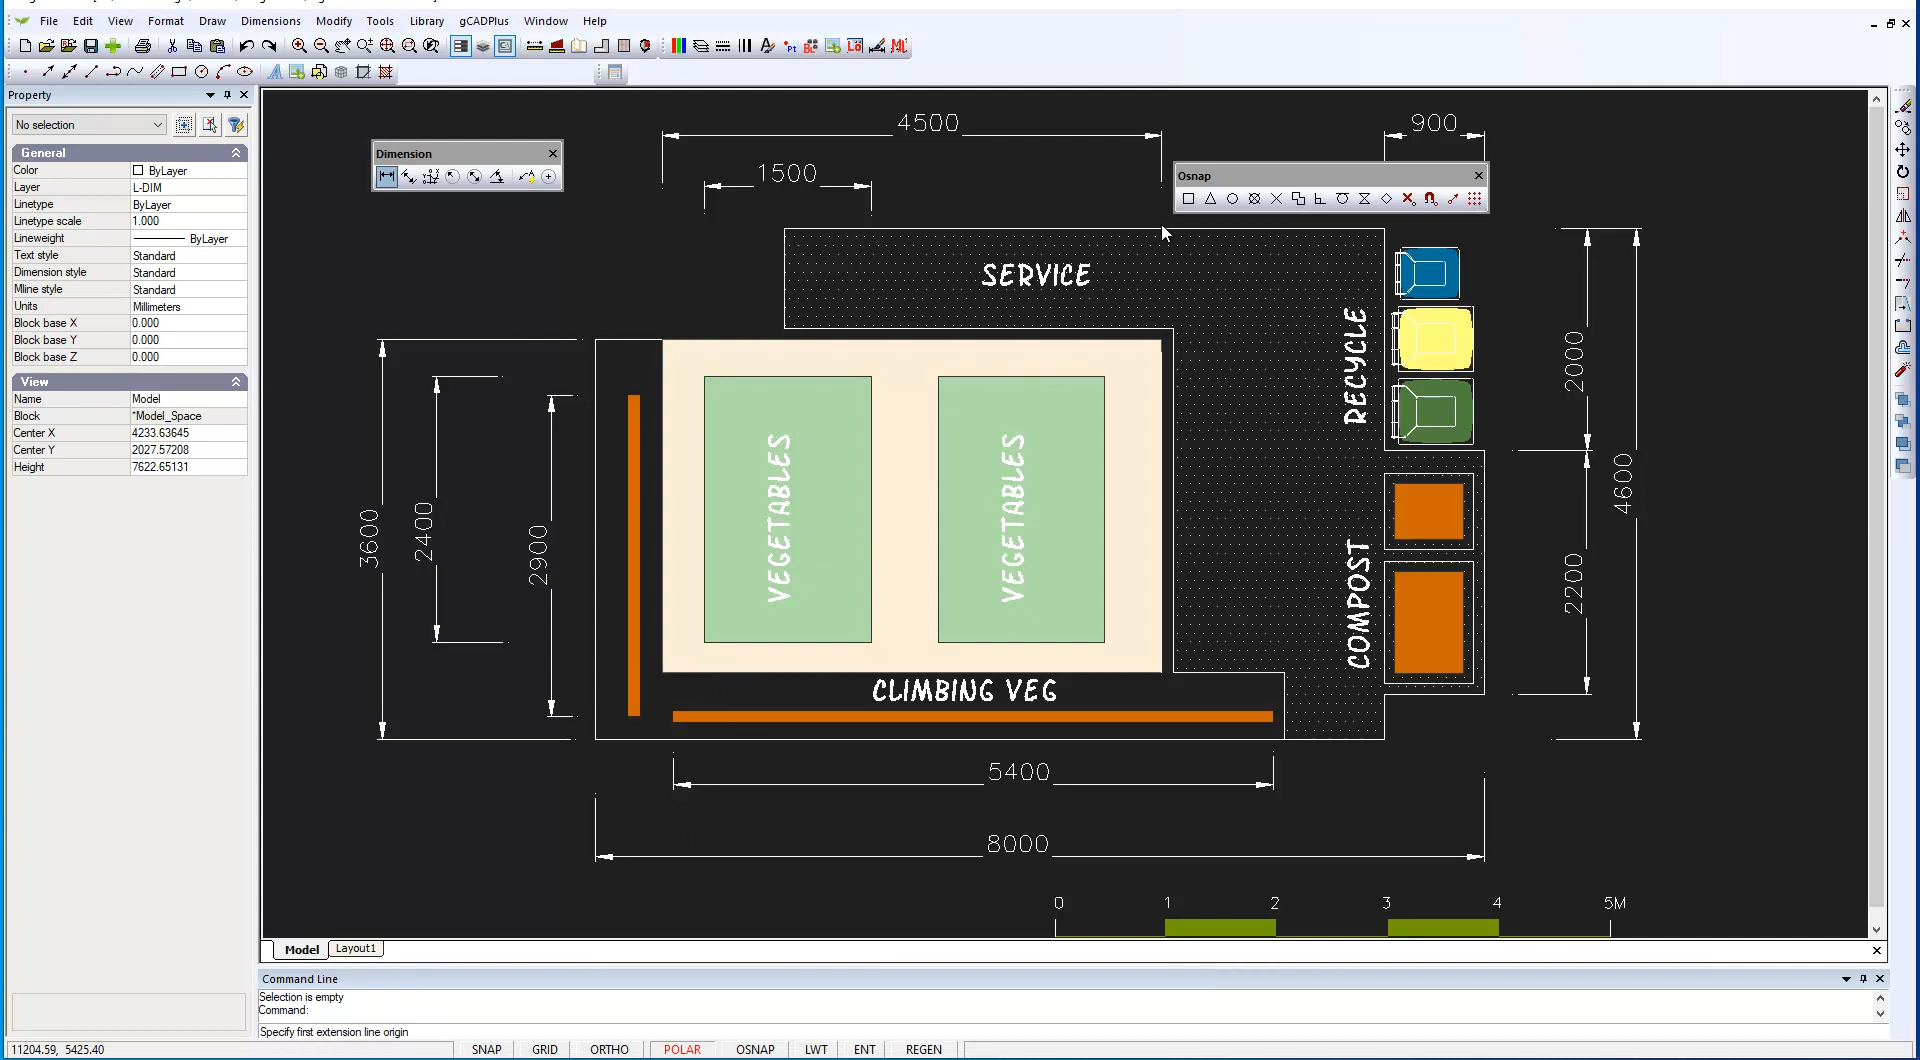 File Edit View Format Draw Dimensions Modify Tools Library gCADPlus Window Help
Property
No selection
General
Color ByLayer
Layer L-DIM
Linetype ByLayer
Linetype scale 1.000
Lineweight ByLayer
Text style Standard
Dimension style Standard
Mline style Standard
Units Millimeters
Block base X 0.000
Block base Y 0.000
Block base Z 0.000
View
Name Model
Block *Model_Space
Center X 4233.63645
Center Y 2027.57208
Height 7622.65131
Dimension
Osnap
4500
900
1500
SERVICE
RECYCLE
2000
4600
3600
2400
2900
VEGETABLES
VEGETABLES
COMPOST
2200
CLIMBING VEG
5400
8000
0 1 2 3 4 5M
Model Layout1
Command Line
Selection is empty
Command:
Specify first extension line origin
11204.59, 5425.40 SNAP GRID ORTHO POLAR OSNAP LWT ENT REGEN